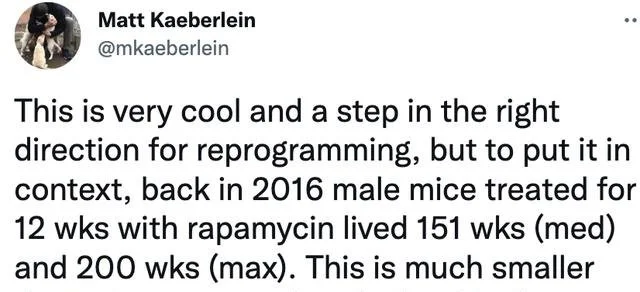 Matt Kaeberlein
@mkaeberlein
This is very cool and a step in the right
direction for reprogramming, but to put it in
context, back in 2016 male mice treated for
12 wks with rapamycin lived 151 wks (med)
and 200 wks (max). This is much smaller